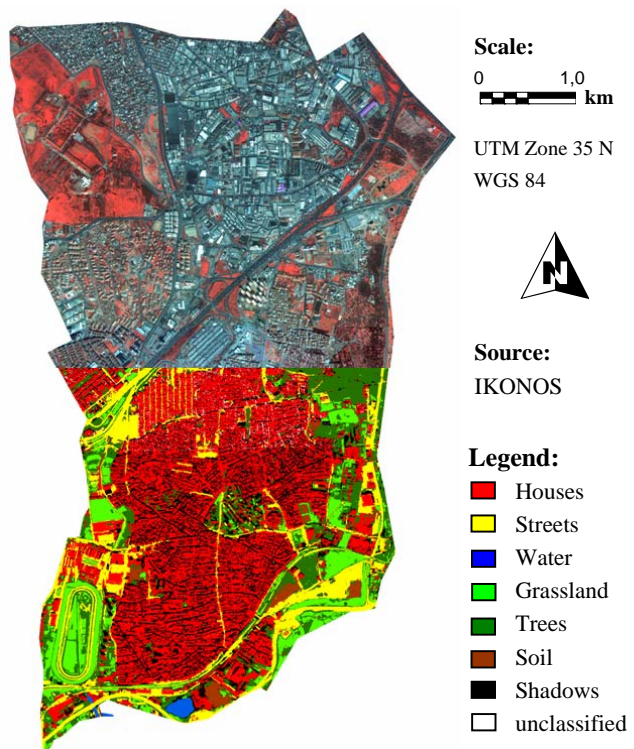 Scale:
0 1,0
km
UTM Zone 35 N
WGS 84
N
Source:
IKONOS
Legend:
Houses
Streets
Water
Grassland
Trees
Soil
Shadows
unclassified